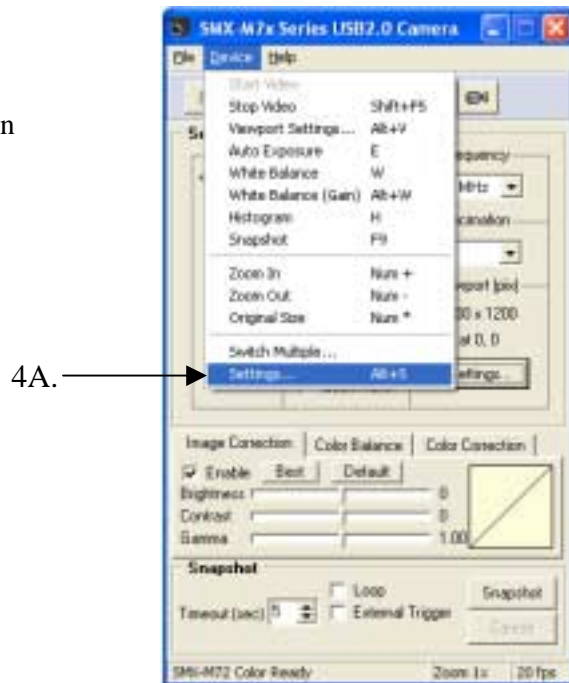 SMX-M7x Series USB2.0 Camera
File Device Help
Start Video
Stop Video Shift+F5
n
Viewport Settings... Alt+V
Auto Exposure E
White Balance W
MHz
White Balance (Gain) Alt+W
Histogram H
Snapshot F9
Zoom In Num +
Zoom Out Num -
Original Size Num *
x 1200
at 0, 0
Switch Multiple...
4A.
Settings... Alt+S
Image Correction Color Balance Color Correction
Enable Best Default
Brightness 0
Contrast 0
Gamma 1.00
Snapshot
Loop
Snapshot
Timeout (sec) 5 External Trigger
Cancel
SMX-M72 Color Ready Zoom 1x 20 fps